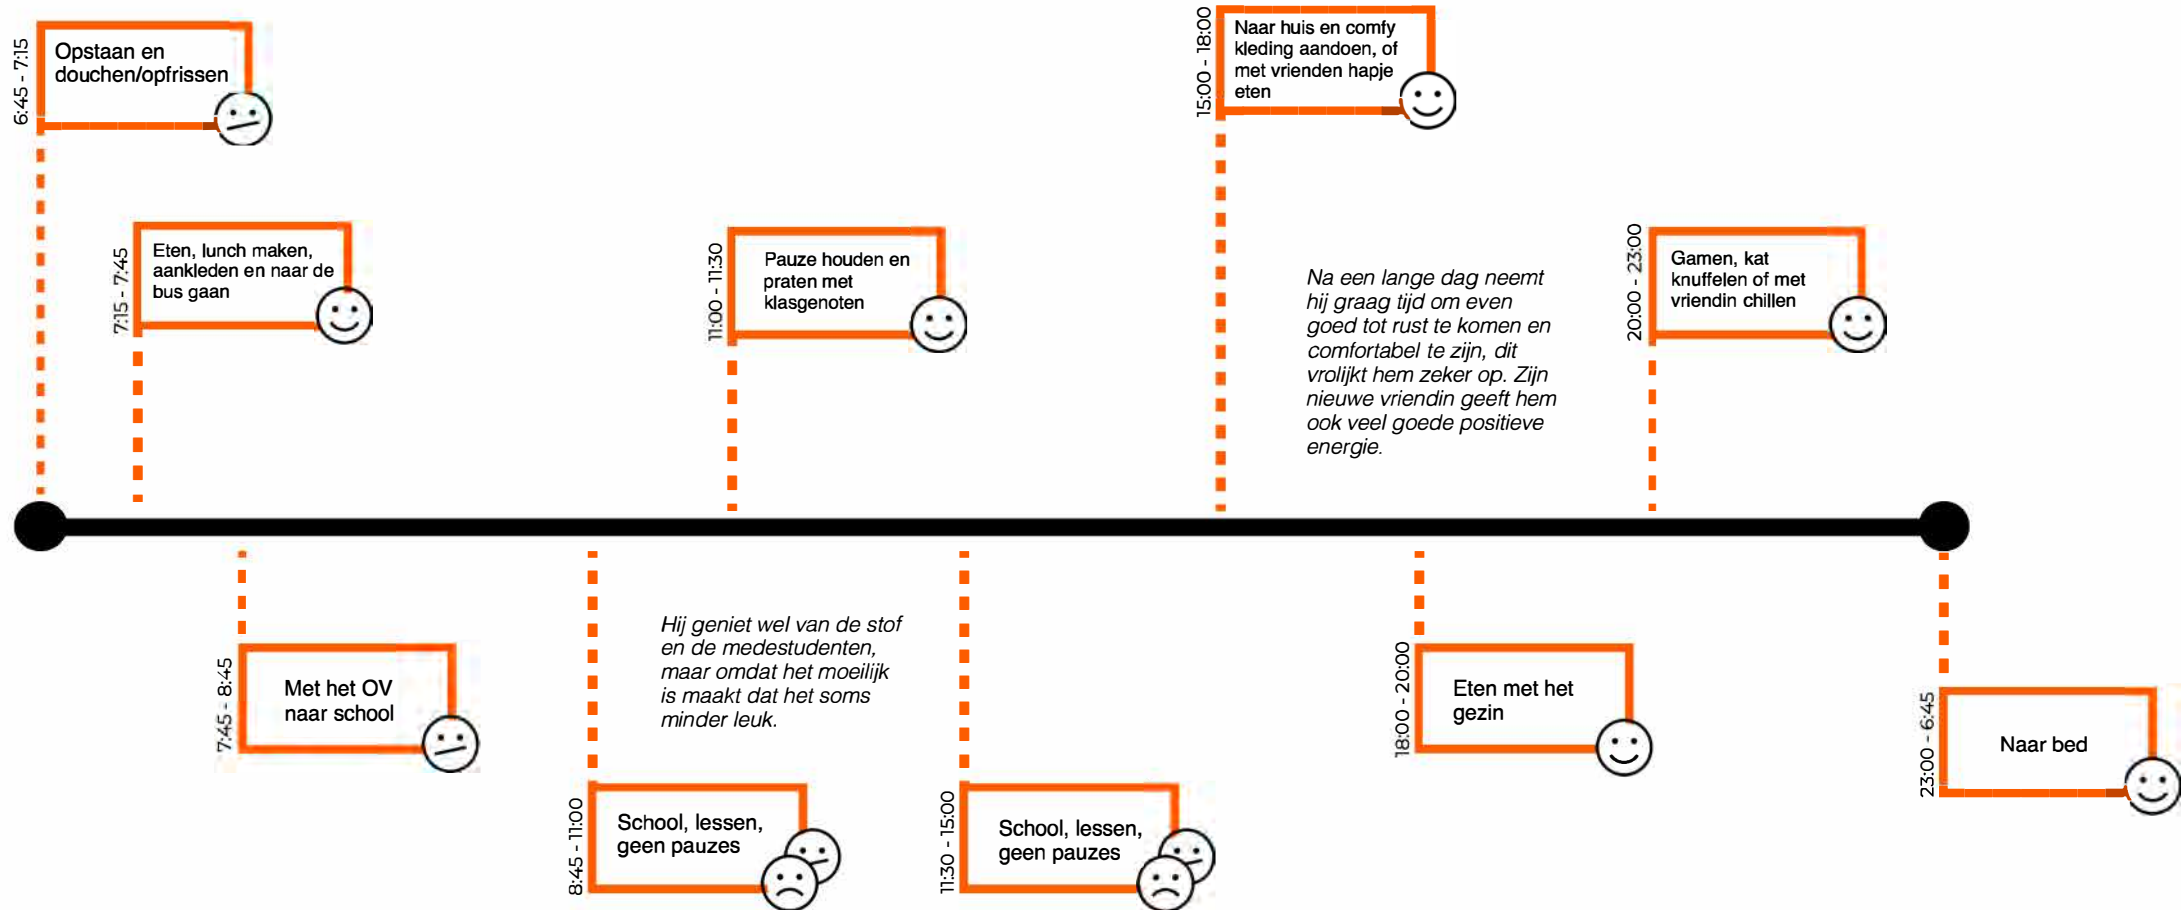 6:45 - 7:15
Opstaan en
douchen/opfrissen
7:15 - 7:45
Eten, lunch maken,
aankleden en naar de
bus gaan
7:45 - 8:45
Met het OV
naar school
8:45 - 11:00
School, lessen,
geen pauzes
Hij geniet wel van de stof
en de medestudenten,
maar omdat het moeilijk
is maakt dat het soms
minder leuk.
11:00 - 11:30
Pauze houden en
praten met
klasgenoten
11:30 - 15:00
School, lessen,
geen pauzes
15:00 - 18:00
Naar huis en comfy
kleding aandoen, of
met vrienden hapje
eten
Na een lange dag neemt
hij graag tijd om even
goed tot rust te komen en
comfortabel te zijn, dit
vrolijkt hem zeker op. Zijn
nieuwe vriendin geeft hem
ook veel goede positieve
energie.
18:00 - 20:00
Eten met het
gezin
20:00 - 23:00
Gamen, kat
knuffelen of met
vriendin chillen
23:00 - 6:45
Naar bed